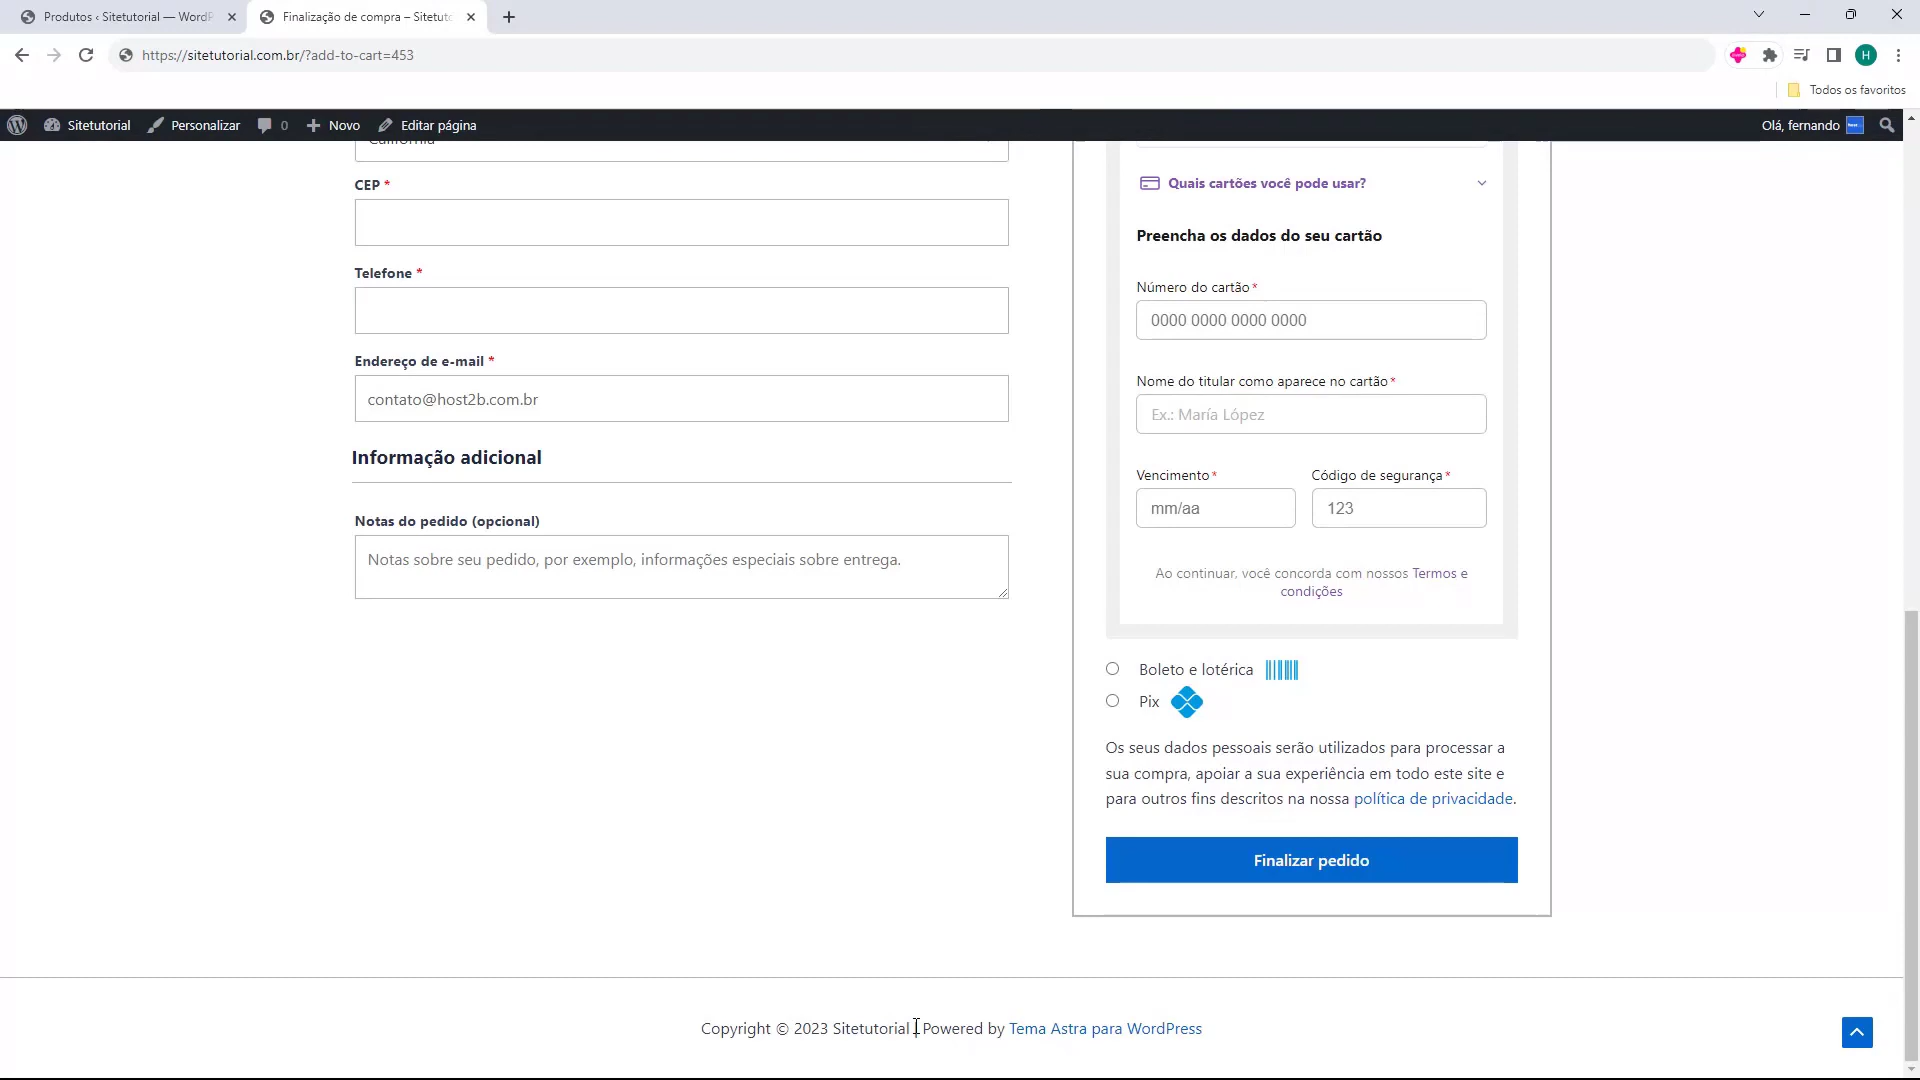 Produtos ‹ Sitetutorial — WordP
Finalização de compra – Sitetuto
https://sitetutorial.com.br/?add-to-cart=453
H
Todos os favoritos
Sitetutorial
Personalizar
0
Novo
Editar página
Olá, fernando
California
CEP *
Telefone *
Endereço de e-mail *
contato@host2b.com.br
Informação adicional
Notas do pedido (opcional)
Notas sobre seu pedido, por exemplo, informações especiais sobre entrega.
Quais cartões você pode usar?
Preencha os dados do seu cartão
Número do cartão*
0000 0000 0000 0000
Nome do titular como aparece no cartão*
Ex.: María López
Vencimento*
Código de segurança*
mm/aa
123
Ao continuar, você concorda com nossos Termos e
condições
Boleto e lotérica
Pix
Os seus dados pessoais serão utilizados para processar a
sua compra, apoiar a sua experiência em todo este site e
para outros fins descritos na nossa política de privacidade.
Finalizar pedido
Copyright © 2023 Sitetutorial | Powered by Tema Astra para WordPress